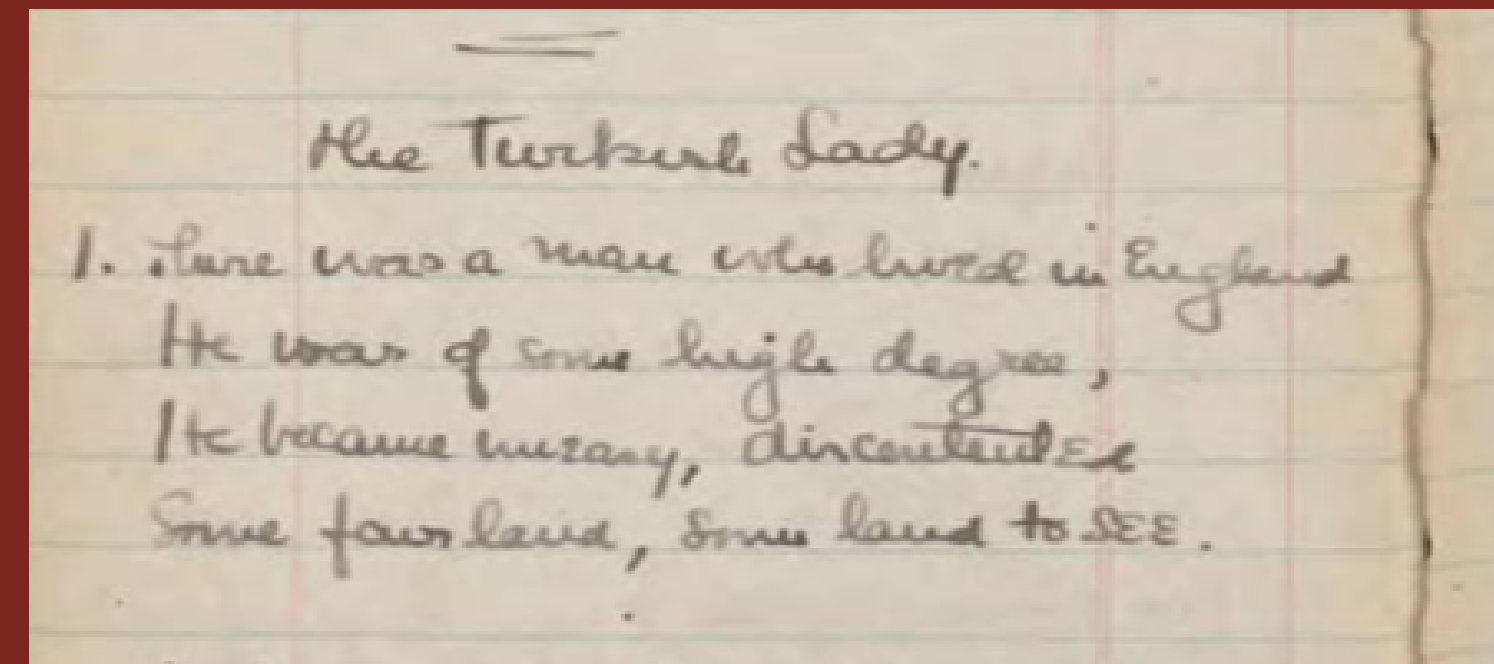 The Turkish Lady.
1. There was a man who lived in England
He was of some high degree,
He became uneasy, discontented
Some fair land, some land to SEE.